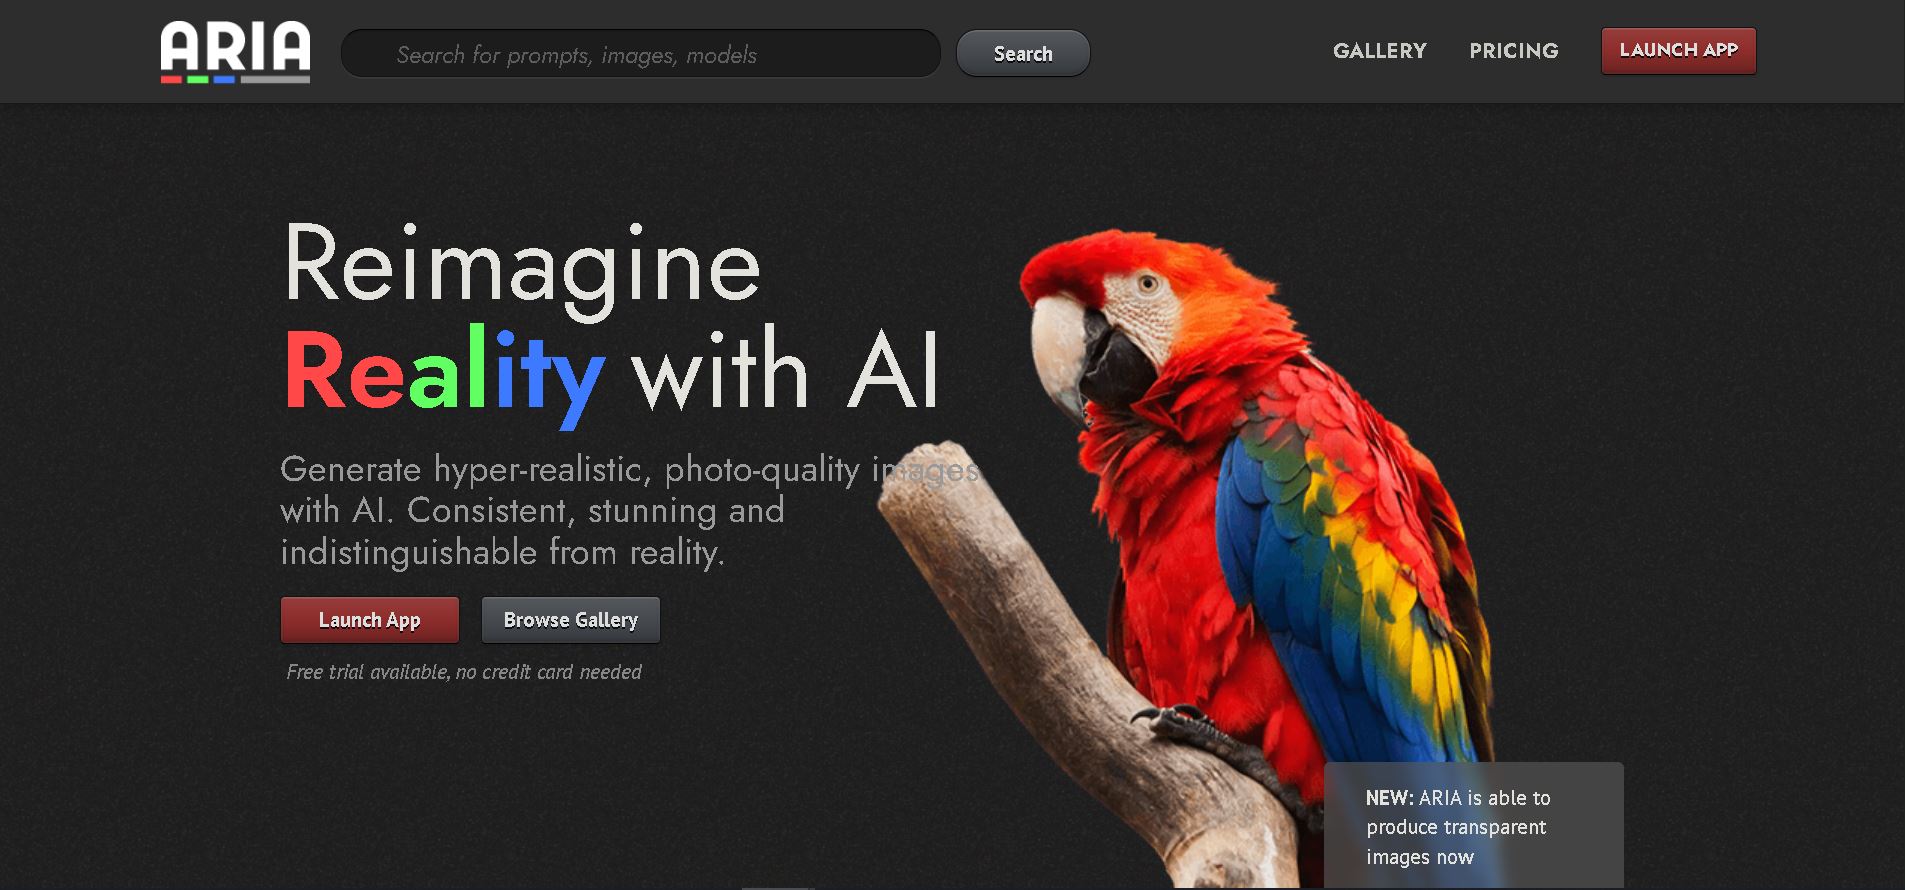 ARIA
Search for prompts, images, models
Search
GALLERY
PRICING
LAUNCH APP
Reimagine
Reality with AI
Generate hyper-realistic, photo-quality images
with AI. Consistent, stunning and
indistinguishable from reality.
Launch App
Browse Gallery
Free trial available, no credit card needed
NEW: ARIA is able to
produce transparent
images now